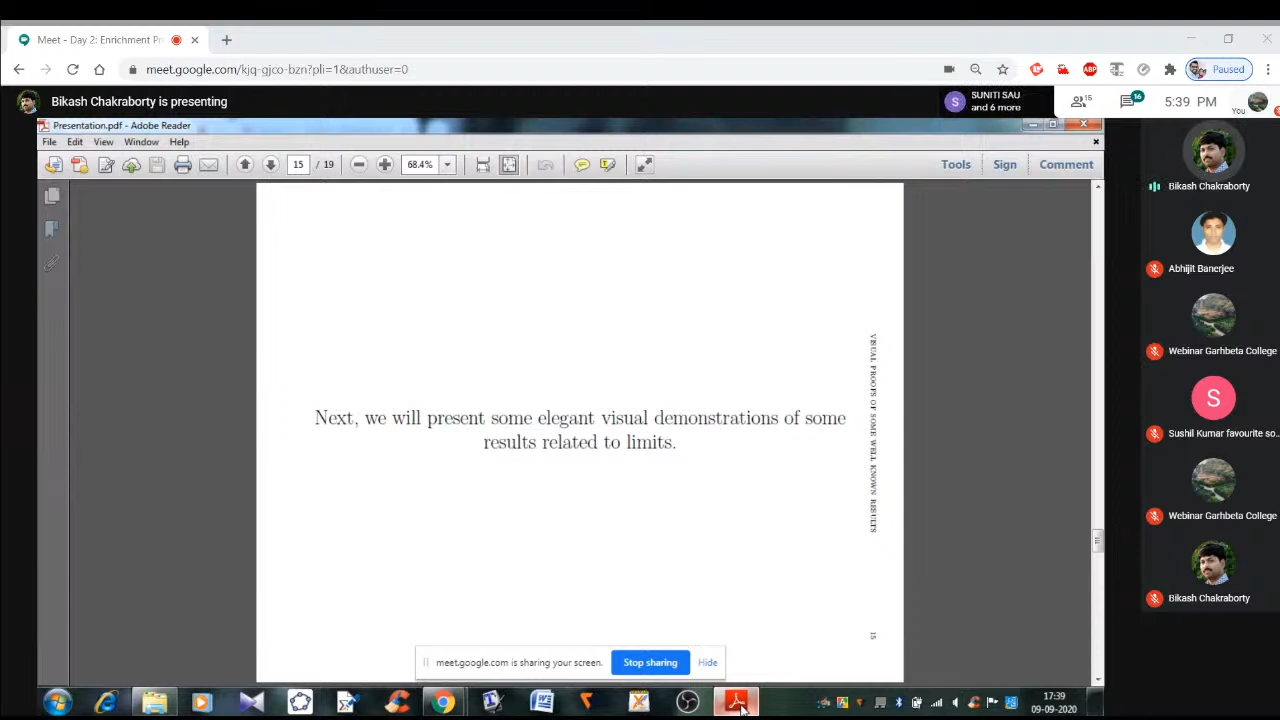 Meet - Day 2: Enrichment Pr
meet.google.com/kjq-gjco-bzn?pli=1&authuser=0
ABP
Paused
Bikash Chakraborty is presenting
S
SUNITI SAU
and 6 more
15
16
5:39 PM
You
Presentation.pdf - Adobe Reader
File Edit View Window Help
15 / 19
68.4%
Tools Sign Comment
Next, we will present some elegant visual demonstrations of some
results related to limits.
VISUAL PROOFS OF SOME WELL KNOWN RESULTS
15
meet.google.com is sharing your screen.
Stop sharing
Hide
Bikash Chakraborty
Abhijit Banerjee
Webinar Garhbeta College
S
Sushil Kumar favourite so...
Webinar Garhbeta College
Bikash Chakraborty
17:39
09-09-2020